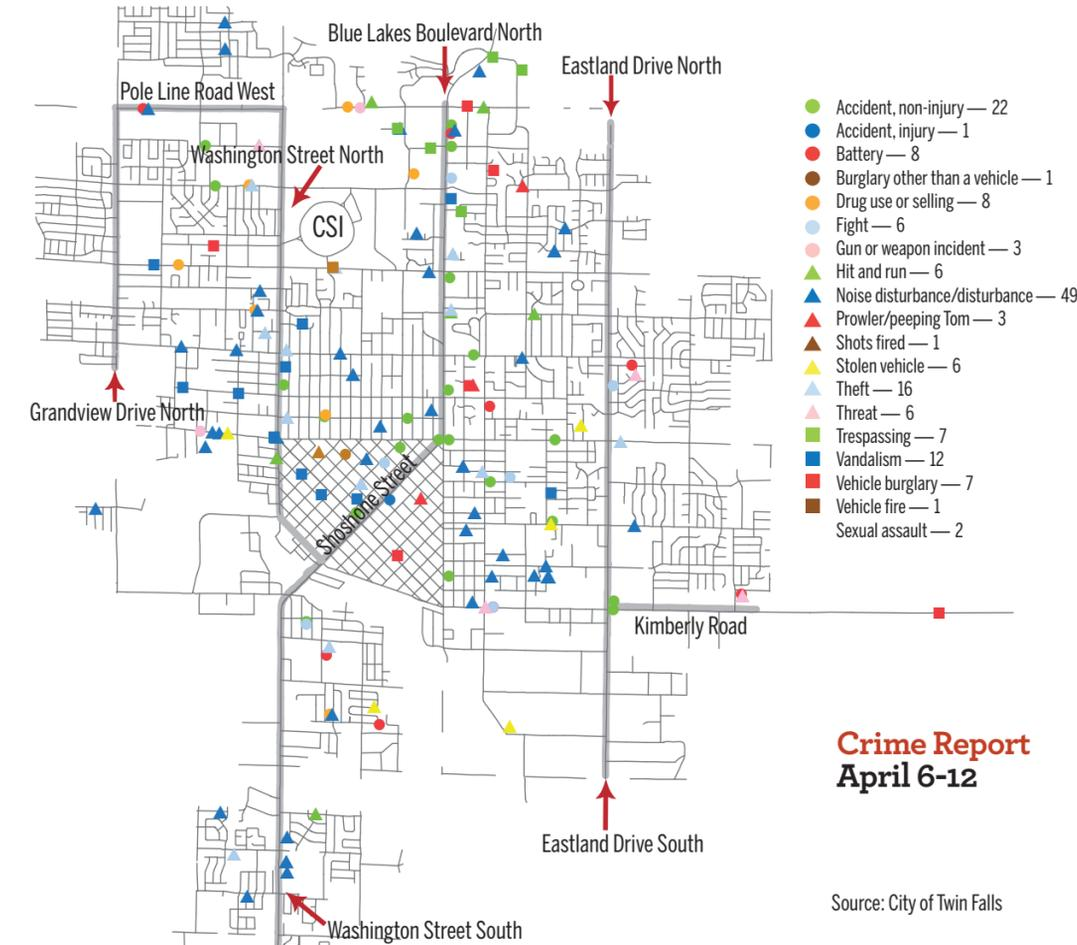 Blue Lakes Boulevard North
Eastland Drive North
Pole Line Road West
Washington Street North
CSI
Grandview Drive North
Shoshone Street
Kimberly Road
Eastland Drive South
Washington Street South
Accident, non-injury — 22
Accident, injury — 1
Battery — 8
Burglary other than a vehicle — 1
Drug use or selling — 8
Fight — 6
Gun or weapon incident — 3
Hit and run — 6
Noise disturbance/disturbance — 49
Prowler/peeping Tom — 3
Shots fired — 1
Stolen vehicle — 6
Theft — 16
Threat — 6
Trespassing — 7
Vandalism — 12
Vehicle burglary — 7
Vehicle fire — 1
Sexual assault — 2
Crime Report
April 6-12
Source: City of Twin Falls